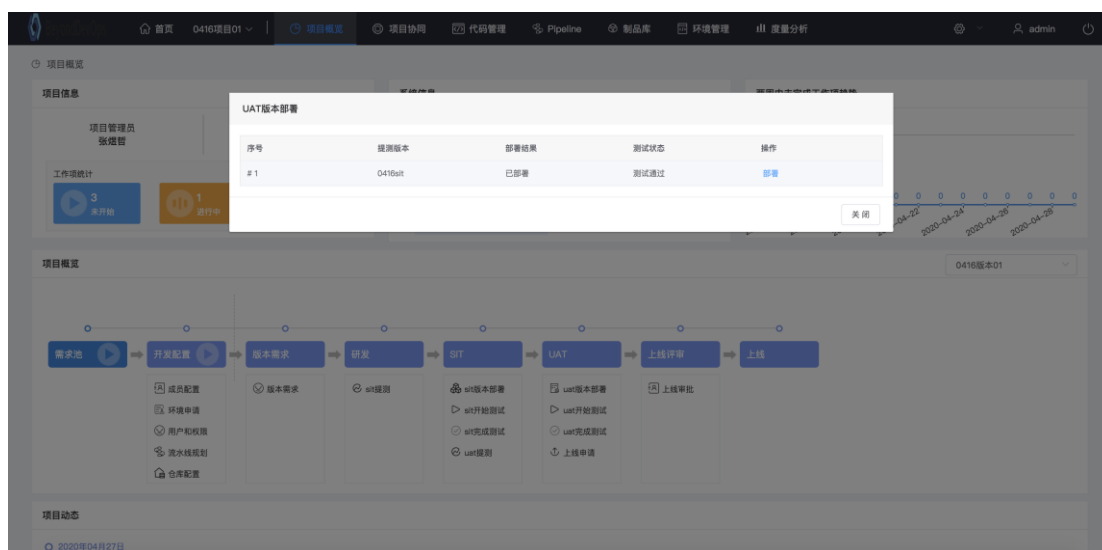 首页 0416项目01 项目概览 项目协同 代码管理 Pipeline 制品库 环境管理 度量分析 admin
项目概览
项目信息
项目管理员
张煜哲
工作项统计
3
未开始
1
进行中
UAT版本部署
序号 提测版本 部署结果 测试状态 操作
# 1 0416sit 已部署 测试通过 部署
关 闭
0 0 0 0 0 0 0 0 0
2020-04-24 2020-04-26 2020-04-28
项目概览 0416版本01
需求池 开发配置 版本需求 研发 SIT UAT 上线评审 上线
成员配置 版本需求 sit提测 sit版本部署 uat版本部署 上线审批
环境申请 sit开始测试 uat开始测试
用户和权限 sit完成测试 uat完成测试
流水线规划 uat提测 上线申请
仓库配置
项目动态
2020年04月27日